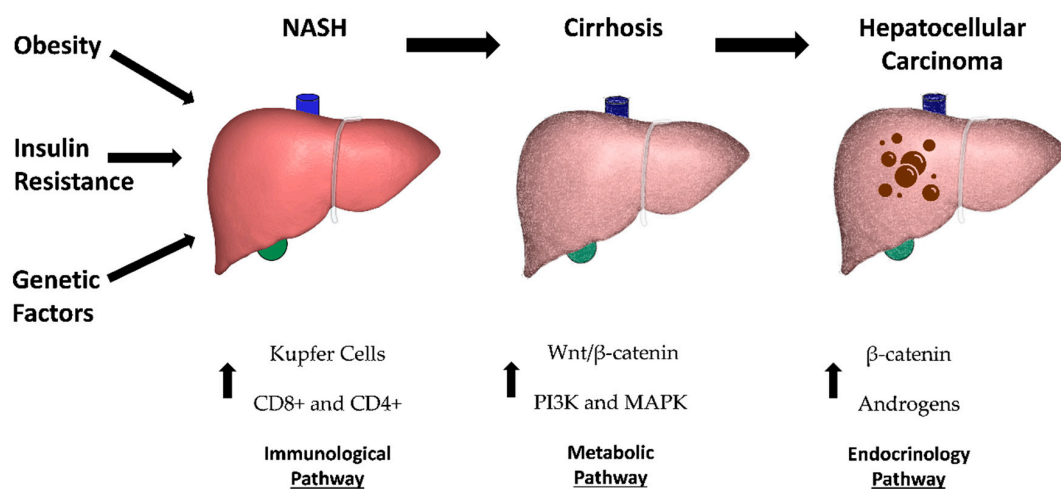 NASH
Cirrhosis
Hepatocellular
Carcinoma
Obesity
Insulin
Resistance
Genetic
Factors
Kupfer Cells
CD8+ and CD4+
Immunological
Pathway
Wnt/β-catenin
PI3K and MAPK
Metabolic
Pathway
β-catenin
Androgens
Endocrinology
Pathway